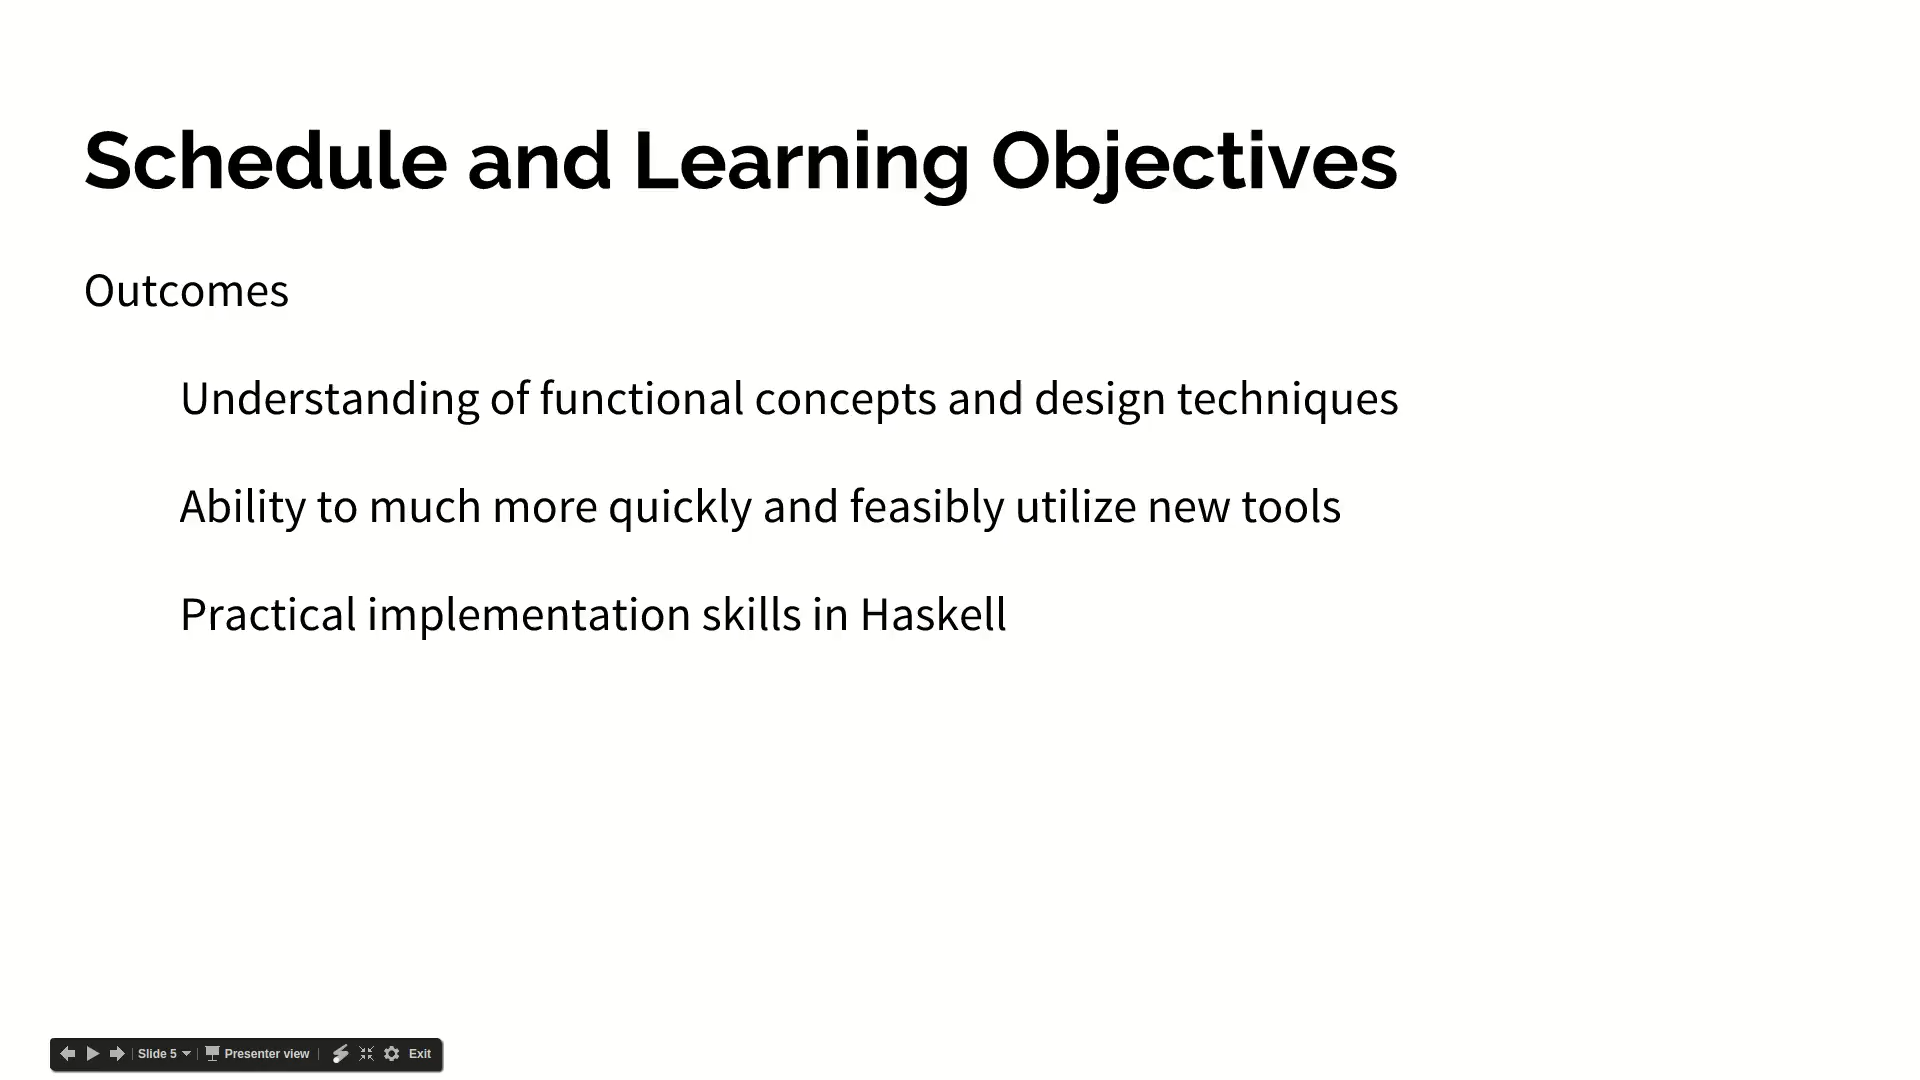 Schedule and Learning Objectives
Outcomes
Understanding of functional concepts and design techniques
Ability to much more quickly and feasibly utilize new tools
Practical implementation skills in Haskell
Slide 5 Presenter view Exit